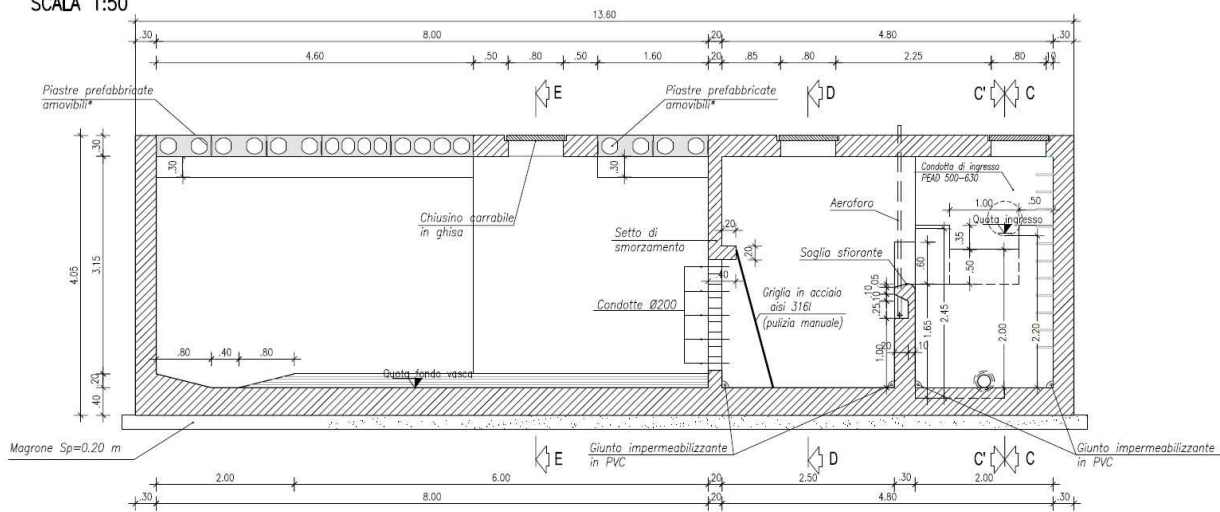 SCALA 1:50
13.60
.30 8.00 .20 4.80 .30
4.60 .50 .80 .50 1.60 .20 .85 .80 2.25 .80 .10
E D C' C
Piastre prefabbricate
amovibili*
Piastre prefabbricate
amovibili*
.30
.30
.30
Condotta di ingresso
PEAD 500-630
1.00 .50
Quota ingresso
Chiusino carrabile
in ghisa
Setto di
smorzamento
Aeroforo
Soglia sfiorante
.20
.20
.40
.35
.50
.60
.05
.10
.10
.25
4.05
3.15
Condotte Ø200
Griglia in acciaio
aisi 316l
(pulizia manuale)
1.65
2.45
2.00
2.20
.80 .40 .80
1.00
.20 .10
Quota fondo vasca
.20
.40
Magrone Sp=0.20 m
Giunto impermeabilizzante
in PVC
Giunto impermeabilizzante
in PVC
E D C' C
2.00 6.00 .20 2.50 .30 2.00
.30 8.00 .20 4.80 .30